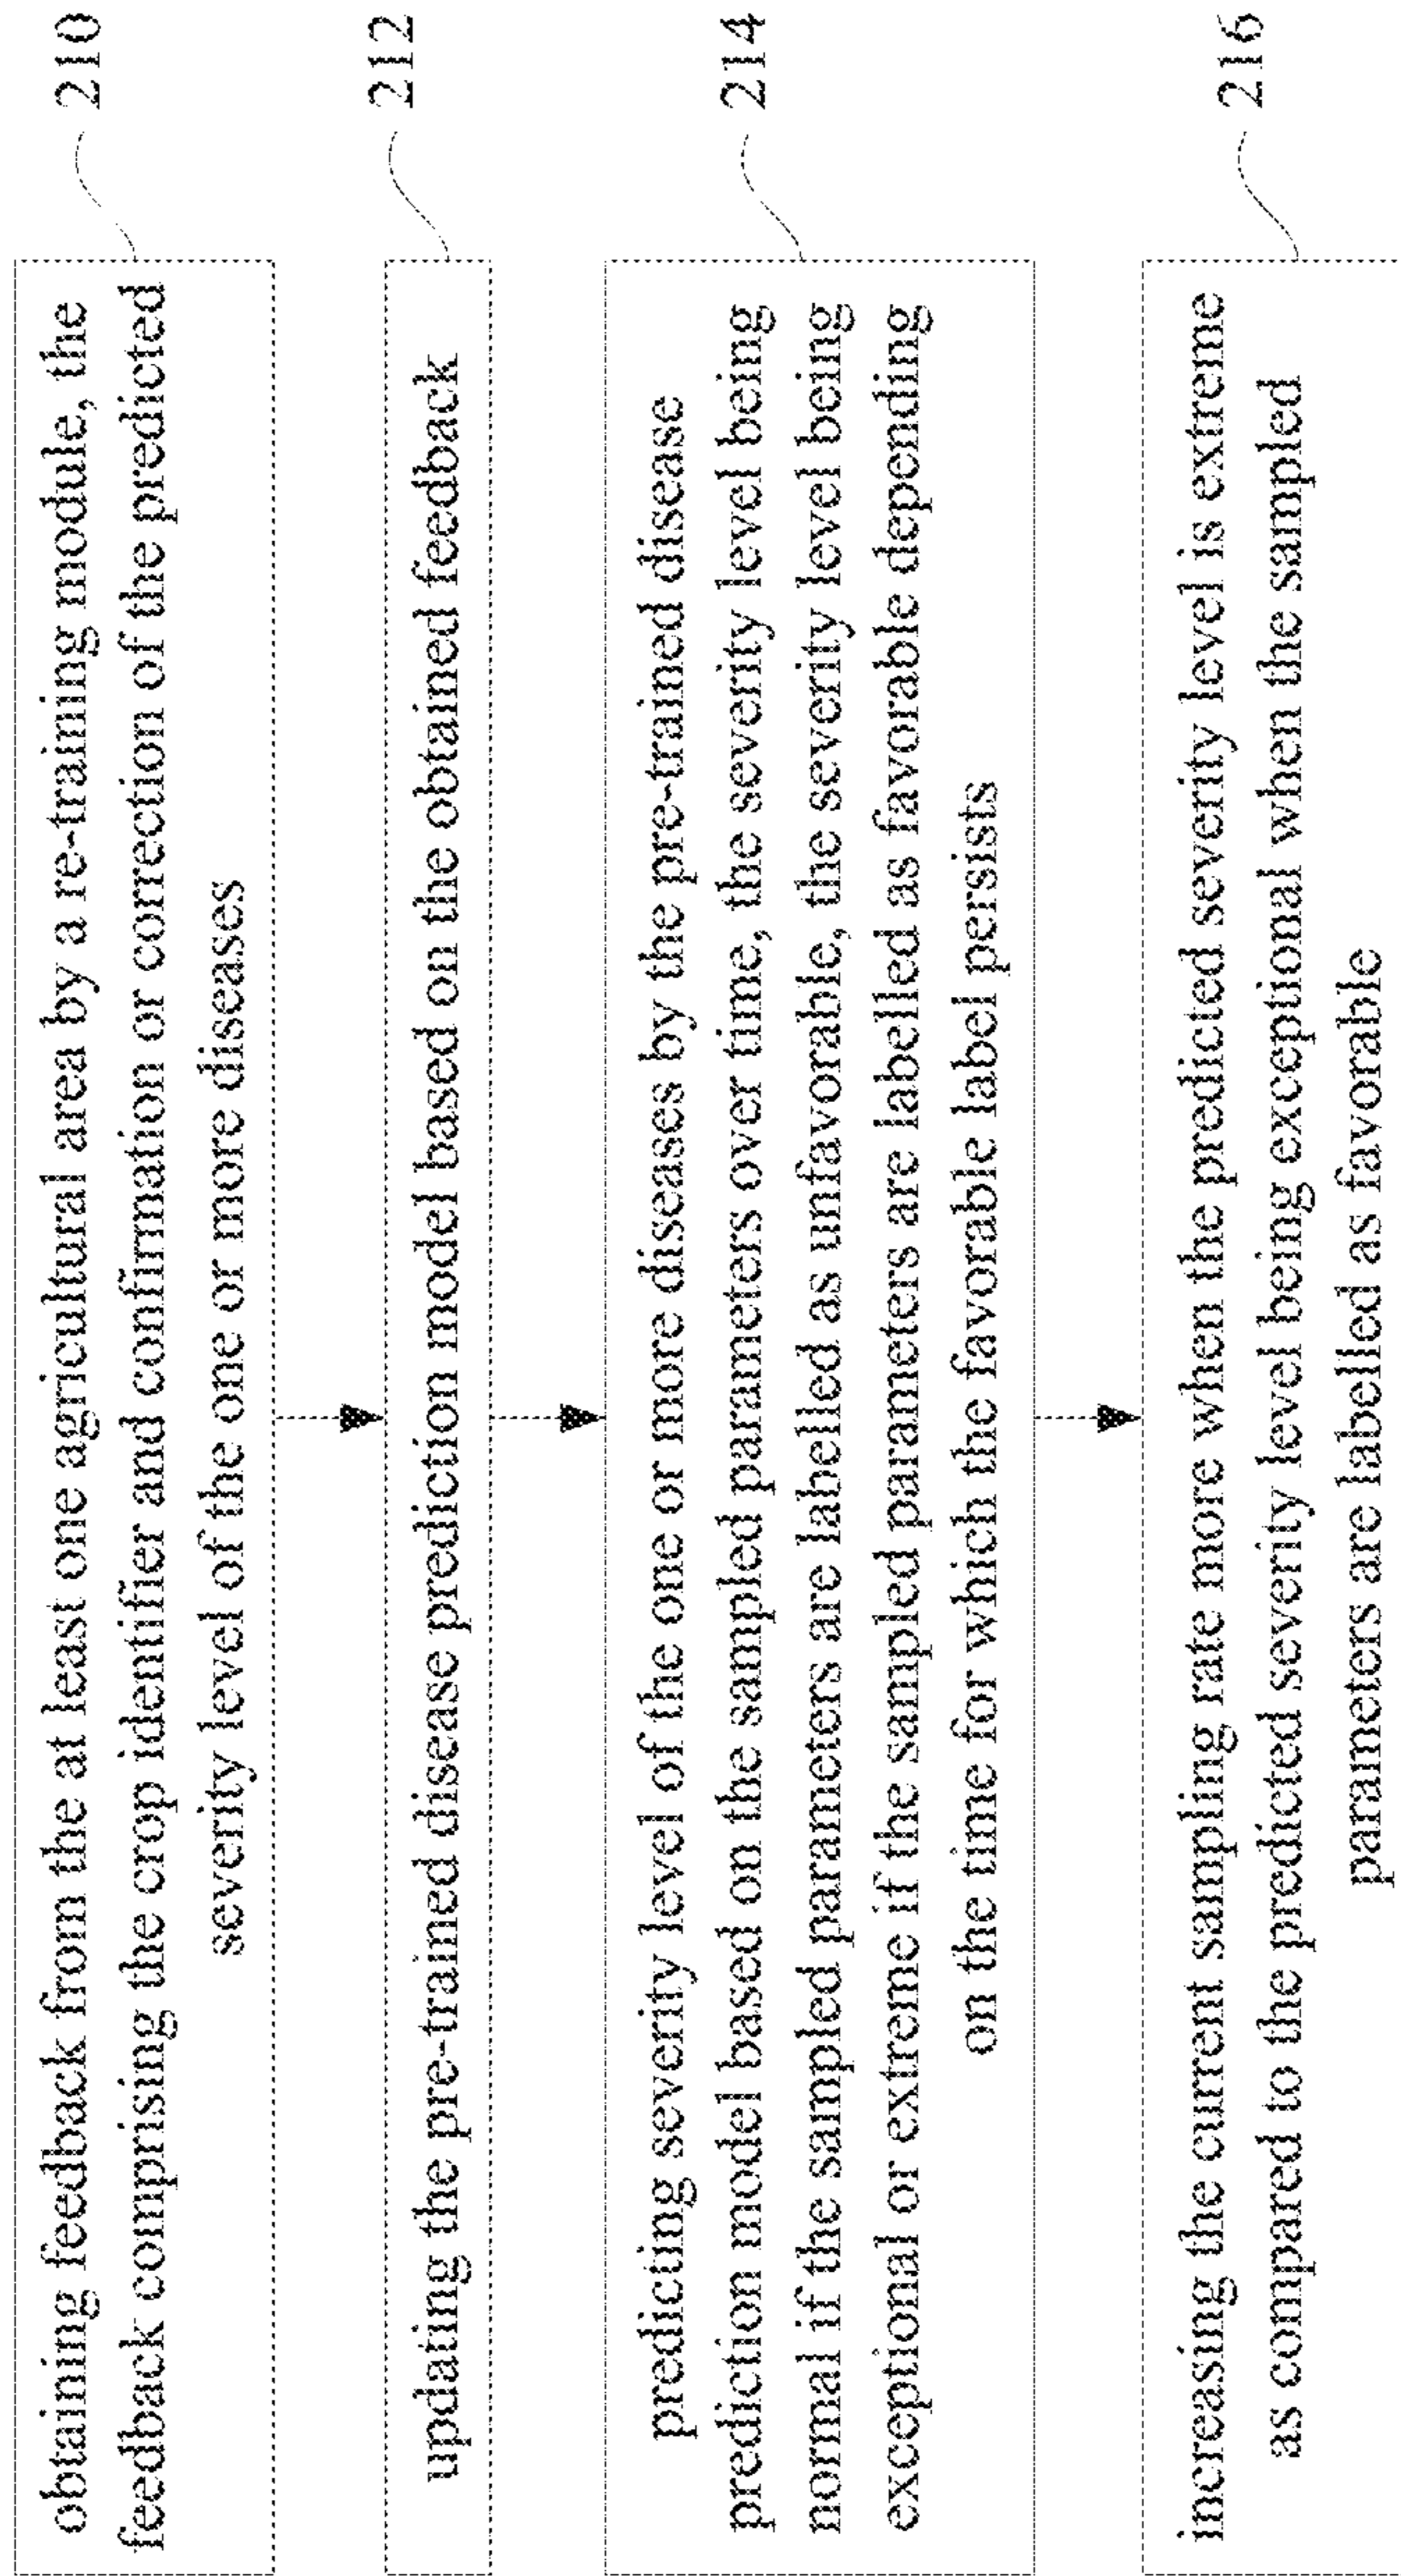 obtaining feedback from the at least one agricultural area by a re-training module, the
feedback comprising the crop identifier and confirmation or correction of the predicted
severity level of the one or more diseases
210
updating the pre-trained disease prediction model based on the obtained feedback
212
predicting severity level of the one or more diseases by the pre-trained disease
prediction model based on the sampled parameters over time, the severity level being
normal if the sampled parameters are labelled as unfavorable, the severity level being
exceptional or extreme if the sampled parameters are labelled as favorable depending
on the time for which the favorable label persists
214
increasing the current sampling rate more when the predicted severity level is extreme
as compared to the predicted severity level being exceptional when the sampled
parameters are labelled as favorable
216